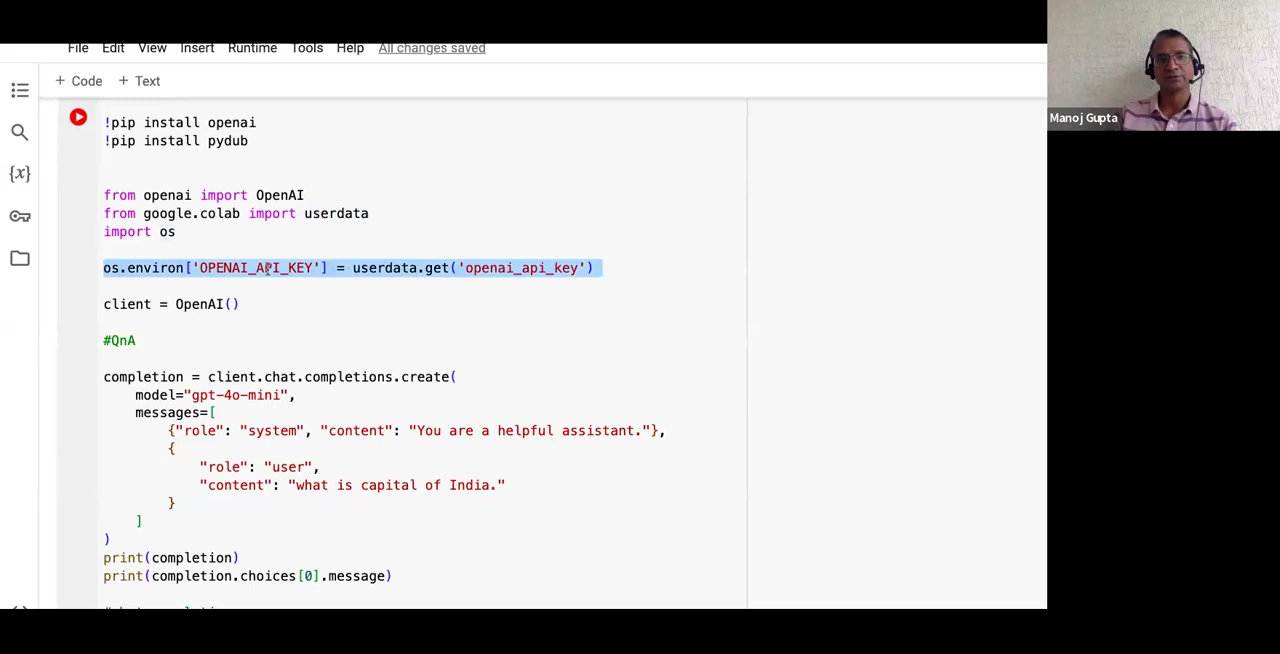 File Edit View Insert Runtime Tools Help All changes saved
+ Code + Text
!pip install openai
!pip install pydub
from openai import OpenAI
from google.colab import userdata
import os
os.environ['OPENAI_API_KEY'] = userdata.get('openai_api_key')
client = OpenAI()
#QnA
completion = client.chat.completions.create(
model="gpt-4o-mini",
messages=[
{"role": "system", "content": "You are a helpful assistant."},
{
"role": "user",
"content": "what is capital of India."
}
]
)
print(completion)
print(completion.choices[0].message)
{x}
Manoj Gupta